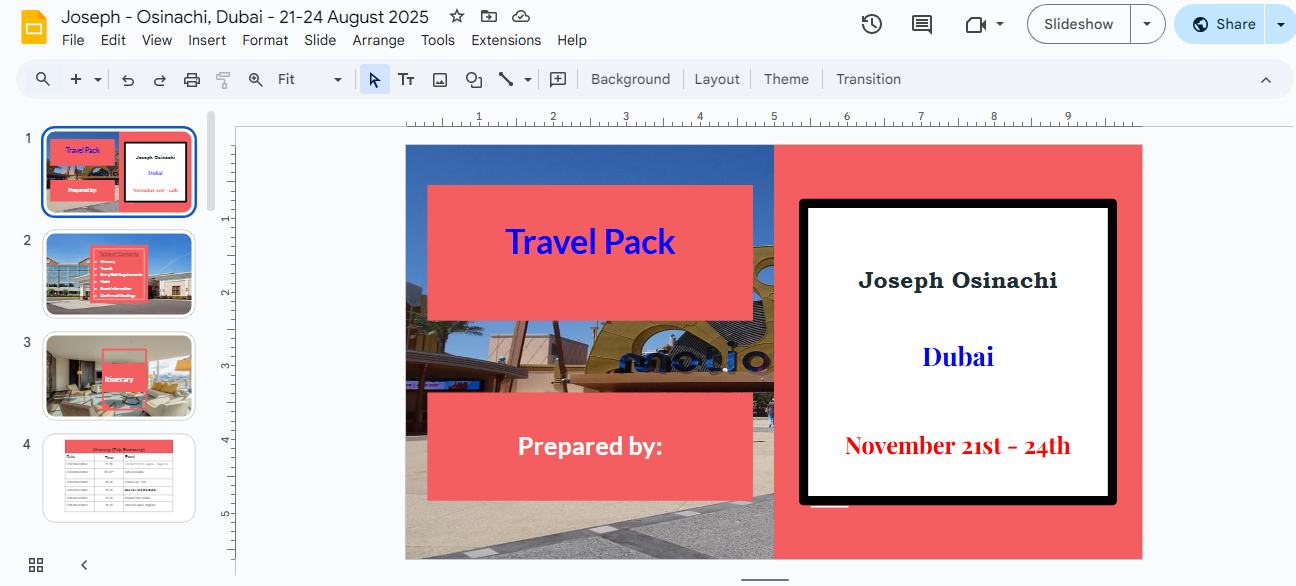 Joseph - Osinachi, Dubai - 21-24 August 2025
File Edit View Insert Format Slide Arrange Tools Extensions Help
Slideshow
Share
Fit
Background
Layout
Theme
Transition
1 2 3 4 5 6 7 8 9
1
2
3
4
5
1
Travel Pack
Prepared by:
Joseph Osinachi
Dubai
November 21st - 24th
2
Table of Contents
Itinerary
Travels
Entry/Exit Requirements
Hotel
Event Information
Confirmed Meetings
3
Itinerary
4
Itinerary (Trip Summary)
Date Time Event
Travel Pack
motio
Prepared by:
Joseph Osinachi
Dubai
November 21st - 24th